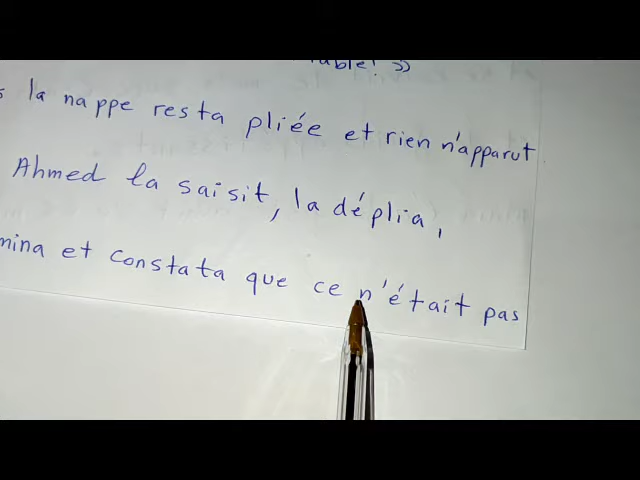 la nappe resta pliée et rien n'apparut
Ahmed la saisit, la déplia,
et constata que ce n'était pas